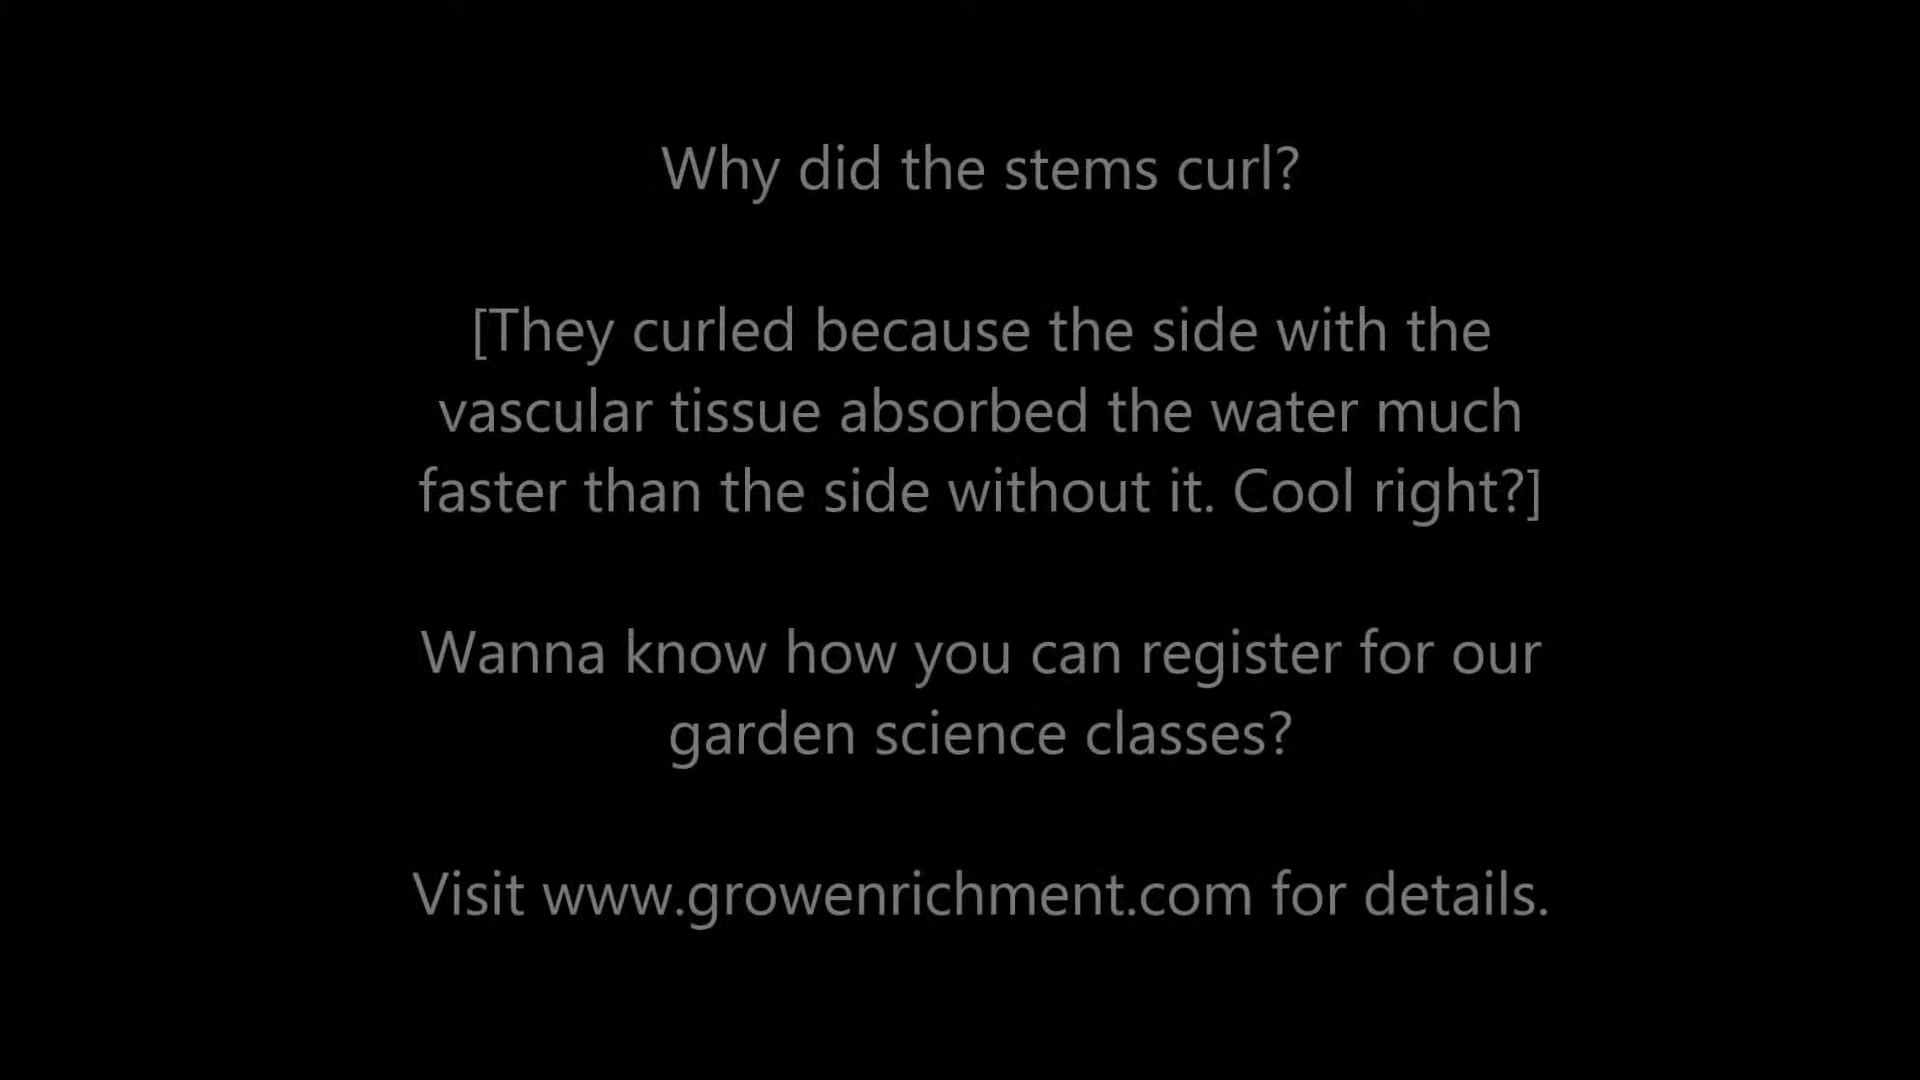 Why did the stems curl?
[They curled because the side with the
vascular tissue absorbed the water much
faster than the side without it. Cool right?]
Wanna know how you can register for our
garden science classes?
Visit www.growenrichment.com for details.